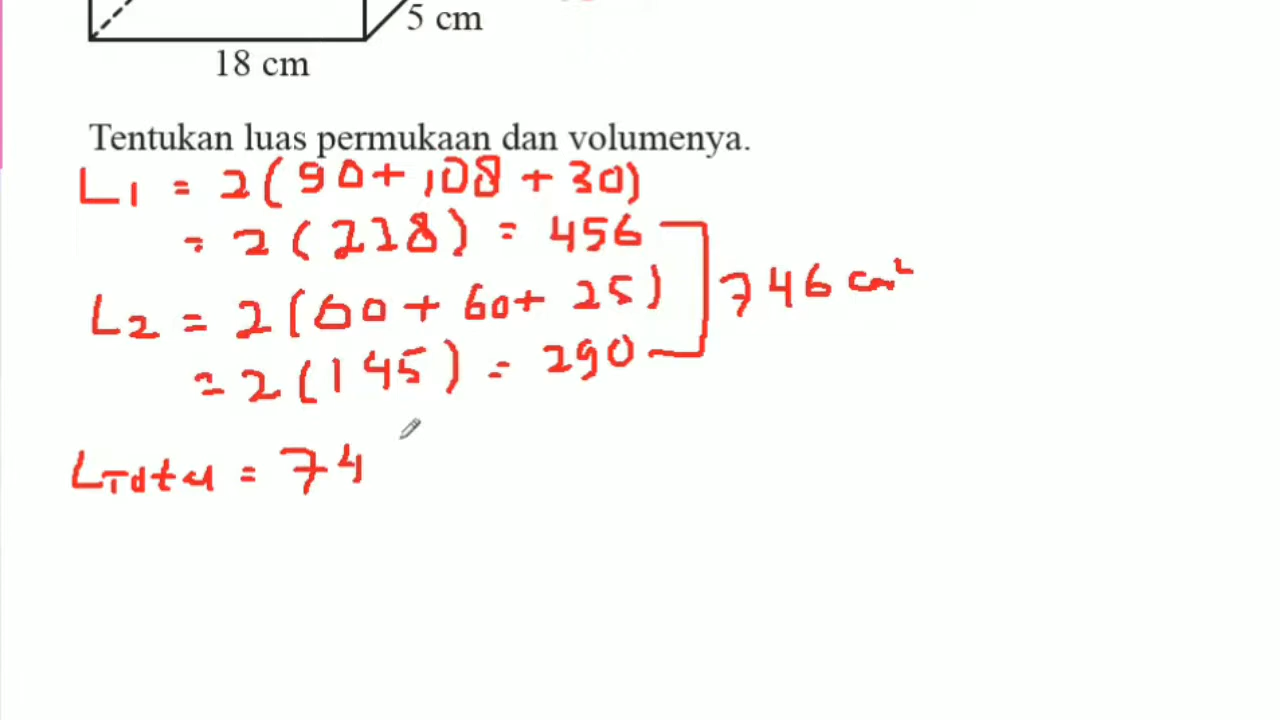 5 cm
18 cm
Tentukan luas permukaan dan volumenya.
L1 = 2(90+108+30)
= 2(228) = 456
L2 = 2(60+60+25)
746 cm²
= 2(145) = 290
LTotal = 74